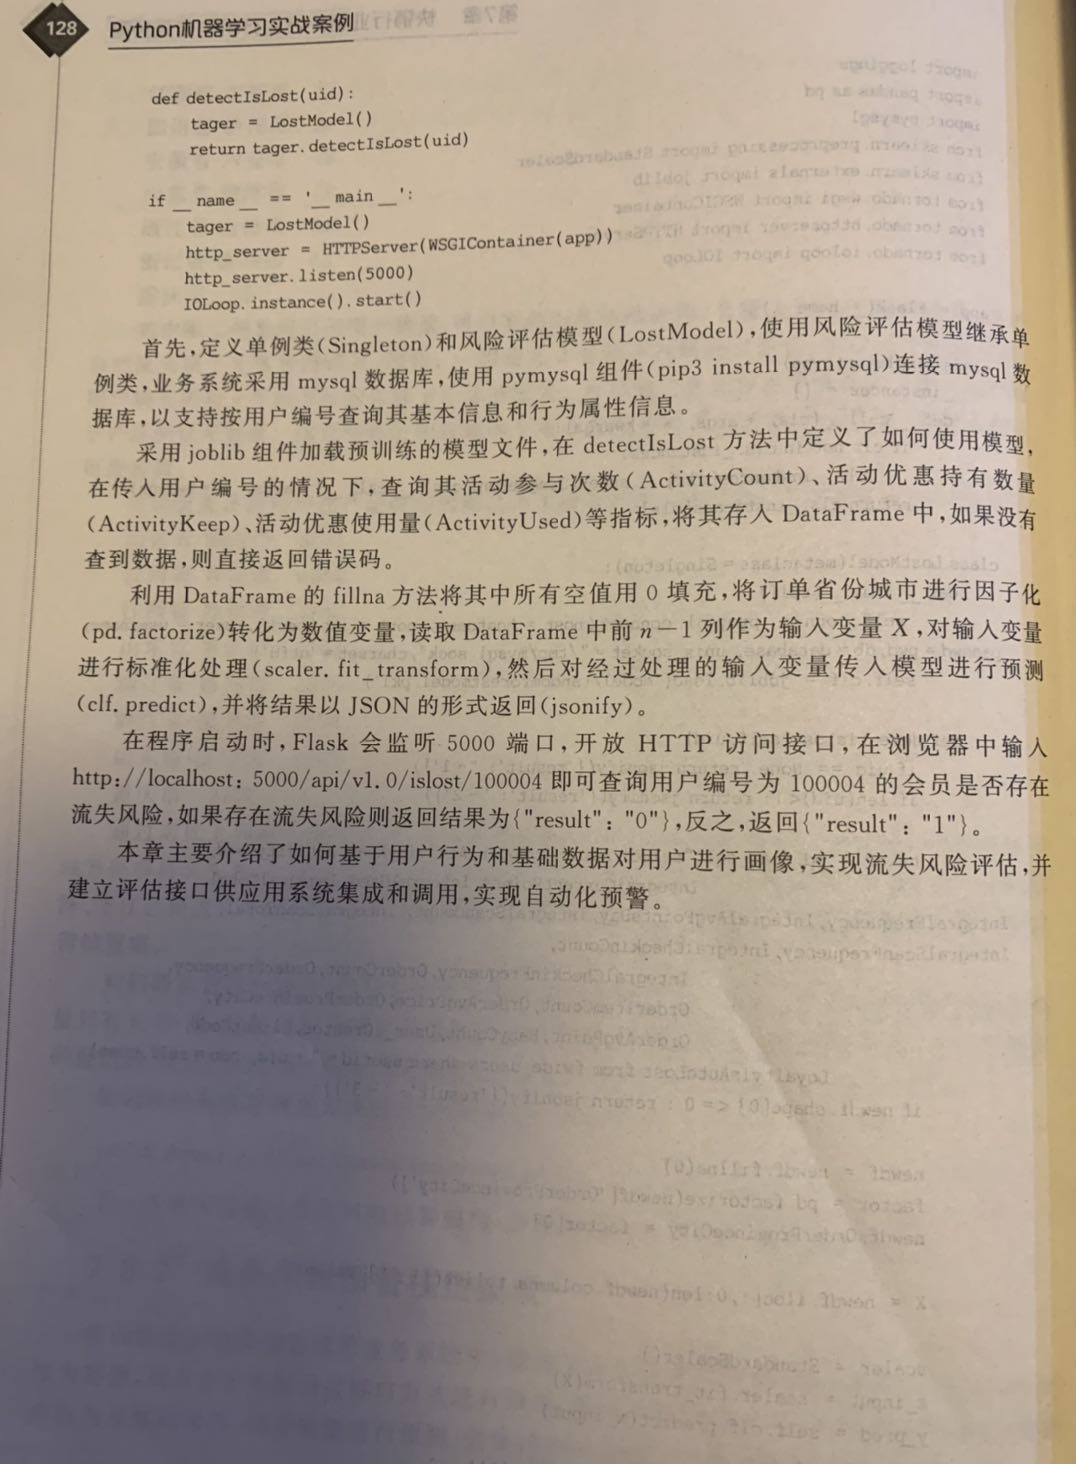 128
Python机器学习实战案例
def detectIsLost(uid):
tager = LostModel()
return tager.detectIsLost(uid)
if __ name __ == '__ main __':
tager = LostModel()
http_server = HTTPServer(WSGIContainer(app))
http_server.listen(5000)
IOLoop.instance().start()
首先,定义单例类(Singleton)和风险评估模型(LostModel),使用风险评估模型继承单
例类,业务系统采用 mysql 数据库,使用 pymysql 组件(pip3 install pymysql)连接 mysql 数
据库,以支持按用户编号查询其基本信息和行为属性信息。
采用 joblib 组件加载预训练的模型文件,在 detectIsLost 方法中定义了如何使用模型,
在传入用户编号的情况下,查询其活动参与次数(ActivityCount)、活动优惠持有数量
(ActivityKeep)、活动优惠使用量(ActivityUsed)等指标,将其存入 DataFrame 中,如果没有
查到数据,则直接返回错误码。
利用 DataFrame 的 fillna 方法将其中所有空值用 0 填充,将订单省份城市进行因子化
(pd. factorize)转化为数值变量,读取 DataFrame 中前 n－1 列作为输入变量 X,对输入变量
进行标准化处理(scaler. fit_transform),然后对经过处理的输入变量传入模型进行预测
(clf. predict),并将结果以 JSON 的形式返回(jsonify)。
在程序启动时,Flask 会监听 5000 端口,开放 HTTP 访问接口,在浏览器中输入
http://localhost: 5000/api/v1. 0/islost/100004 即可查询用户编号为 100004 的会员是否存在
流失风险,如果存在流失风险则返回结果为{"result": "0"},反之,返回{"result": "1"}。
本章主要介绍了如何基于用户行为和基础数据对用户进行画像,实现流失风险评估,并
建立评估接口供应用系统集成和调用,实现自动化预警。